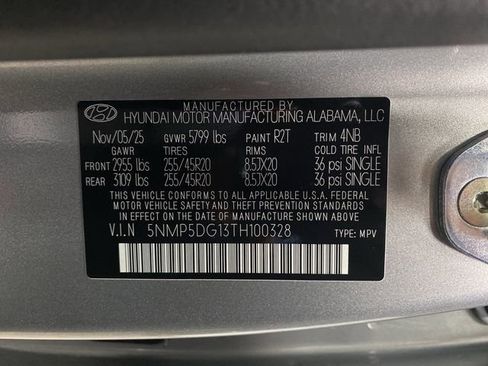 MANUFACTURED BY
HYUNDAI MOTOR MANUFACTURING ALABAMA, LLC
Nov/05/25 GVWR 5799 lbs PAINT R2T TRIM 4NB
GAWR TIRES RIMS
FRONT 2955 lbs 255/45R20 8.5JX20 36 psi SINGLE
REAR 3109 lbs 255/45R20 8.5JX20 36 psi SINGLE
THIS VEHICLE CONFORMS TO ALL APPLICABLE U.S.A. FEDERAL
MOTOR VEHICLE SAFETY, BUMPER, AND THEFT PREVENTION STANDARDS
IN EFFECT ON THE DATE OF MANUFACTURE SHOWN ABOVE.
V.I.N 5NMP5DG13TH100328
TYPE: MPV